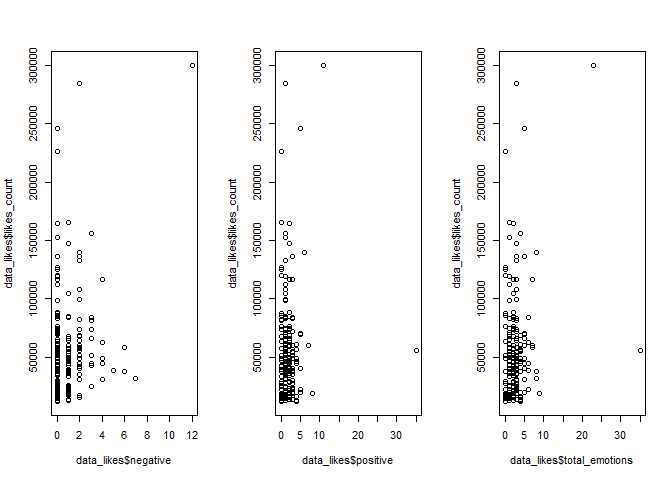 data_likes$likes_count
300000
250000
200000
150000
100000
50000
0 2 4 6 8 10 12
data_likes$negative
data_likes$likes_count
300000
250000
200000
150000
100000
50000
0 5 10 20 30
data_likes$positive
data_likes$likes_count
300000
250000
200000
150000
100000
50000
0 5 10 20 30
data_likes$total_emotions